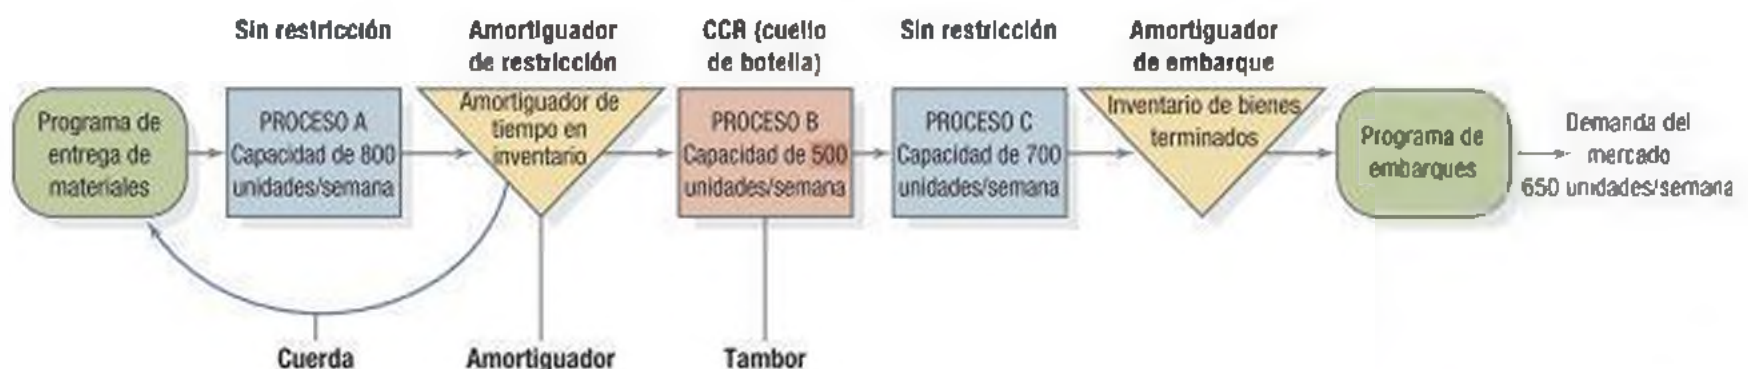 Sin restricción
Amortiguador
de restricción
CCR (cuello
de botella)
Sin restricción
Amortiguador
de embarque
Programa de
entrega de
materiales
PROCESO A
Capacidad de 800
unidades/semana
Amortiguador de
tiempo en
inventario
PROCESO B
Capacidad de 500
unidades/semana
PROCESO C
Capacidad de 700
unidades/semana
Inventario de bienes
terminados
Programa de
embarques
Demanda del
mercado
650 unidades/semana
Cuerda
Amortiguador
Tambor